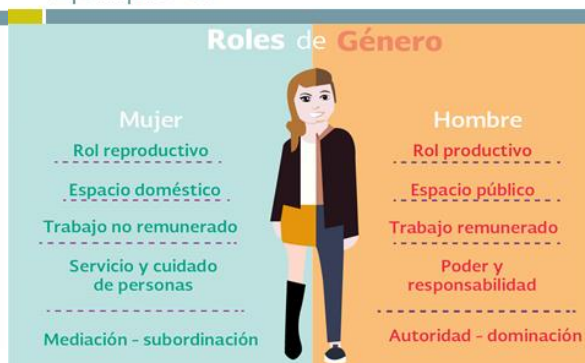 Roles de Género
Mujer
Rol reproductivo
Espacio doméstico
Trabajo no remunerado
Servicio y cuidado
de personas
Mediación - subordinación
Hombre
Rol productivo
Espacio público
Trabajo remunerado
Poder y
responsabilidad
Autoridad - dominación